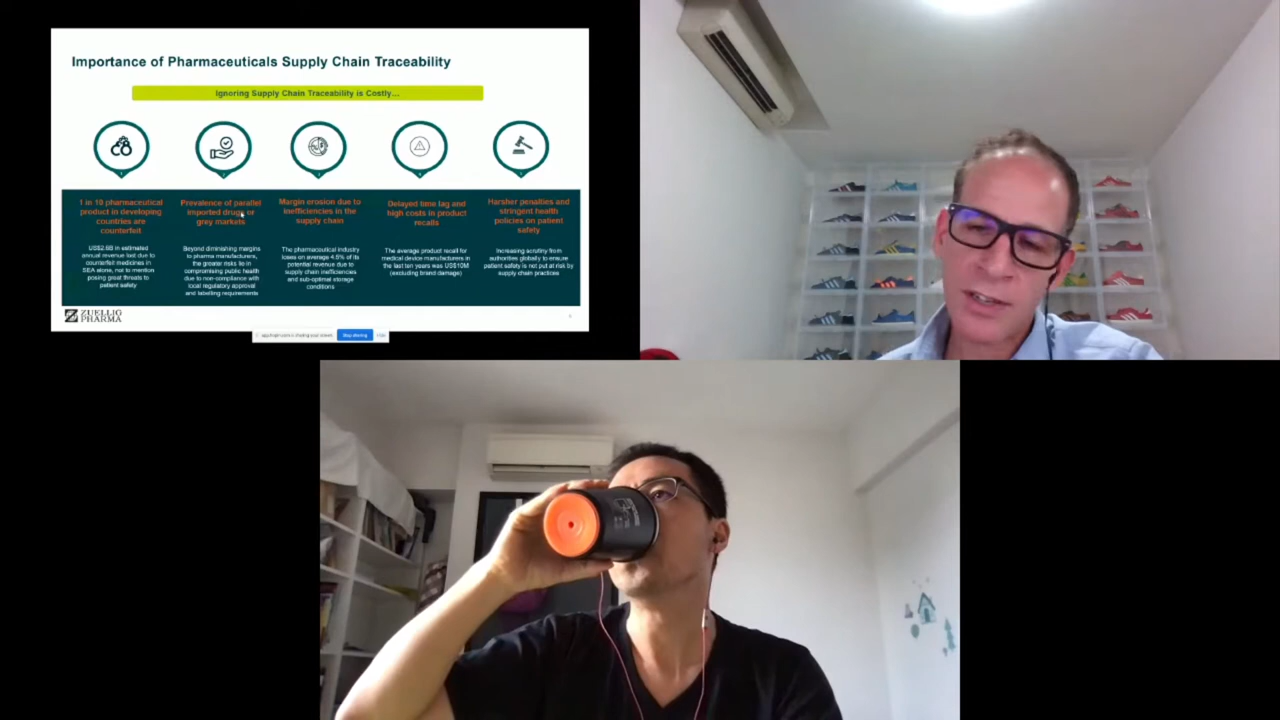 Importance of Pharmaceuticals Supply Chain Traceability
Ignoring Supply Chain Traceability is Costly...
1 in 10 pharmaceutical
product in developing
countries are
counterfeit
US$2.6B in estimated
annual revenue lost due to
counterfeit medicines in
SEA alone, not to mention
posing great threats to
patient safety
Prevalence of parallel
imported drugs or
grey markets
Beyond diminishing margins
to pharma manufacturers,
the greater risks lie in
compromising public health
due to non-compliance with
local regulatory approval
and labelling requirements
Margin erosion due to
inefficiencies in the
supply chain
The pharmaceutical industry
loses on average 4.5% of its
potential revenue due to
supply chain inefficiencies
and sub-optimal storage
conditions
Delayed time lag and
high costs in product
recalls
The average product recall for
medical device manufacturers in
the last ten years was US$10M
(excluding brand damage)
Harsher penalties and
stringent health
policies on patient
safety
Increasing scrutiny from
authorities globally to ensure
patient safety is not put at risk by
supply chain practices
ZUELLIG
PHARMA
is sharing your screen.
Stop sharing
Hide